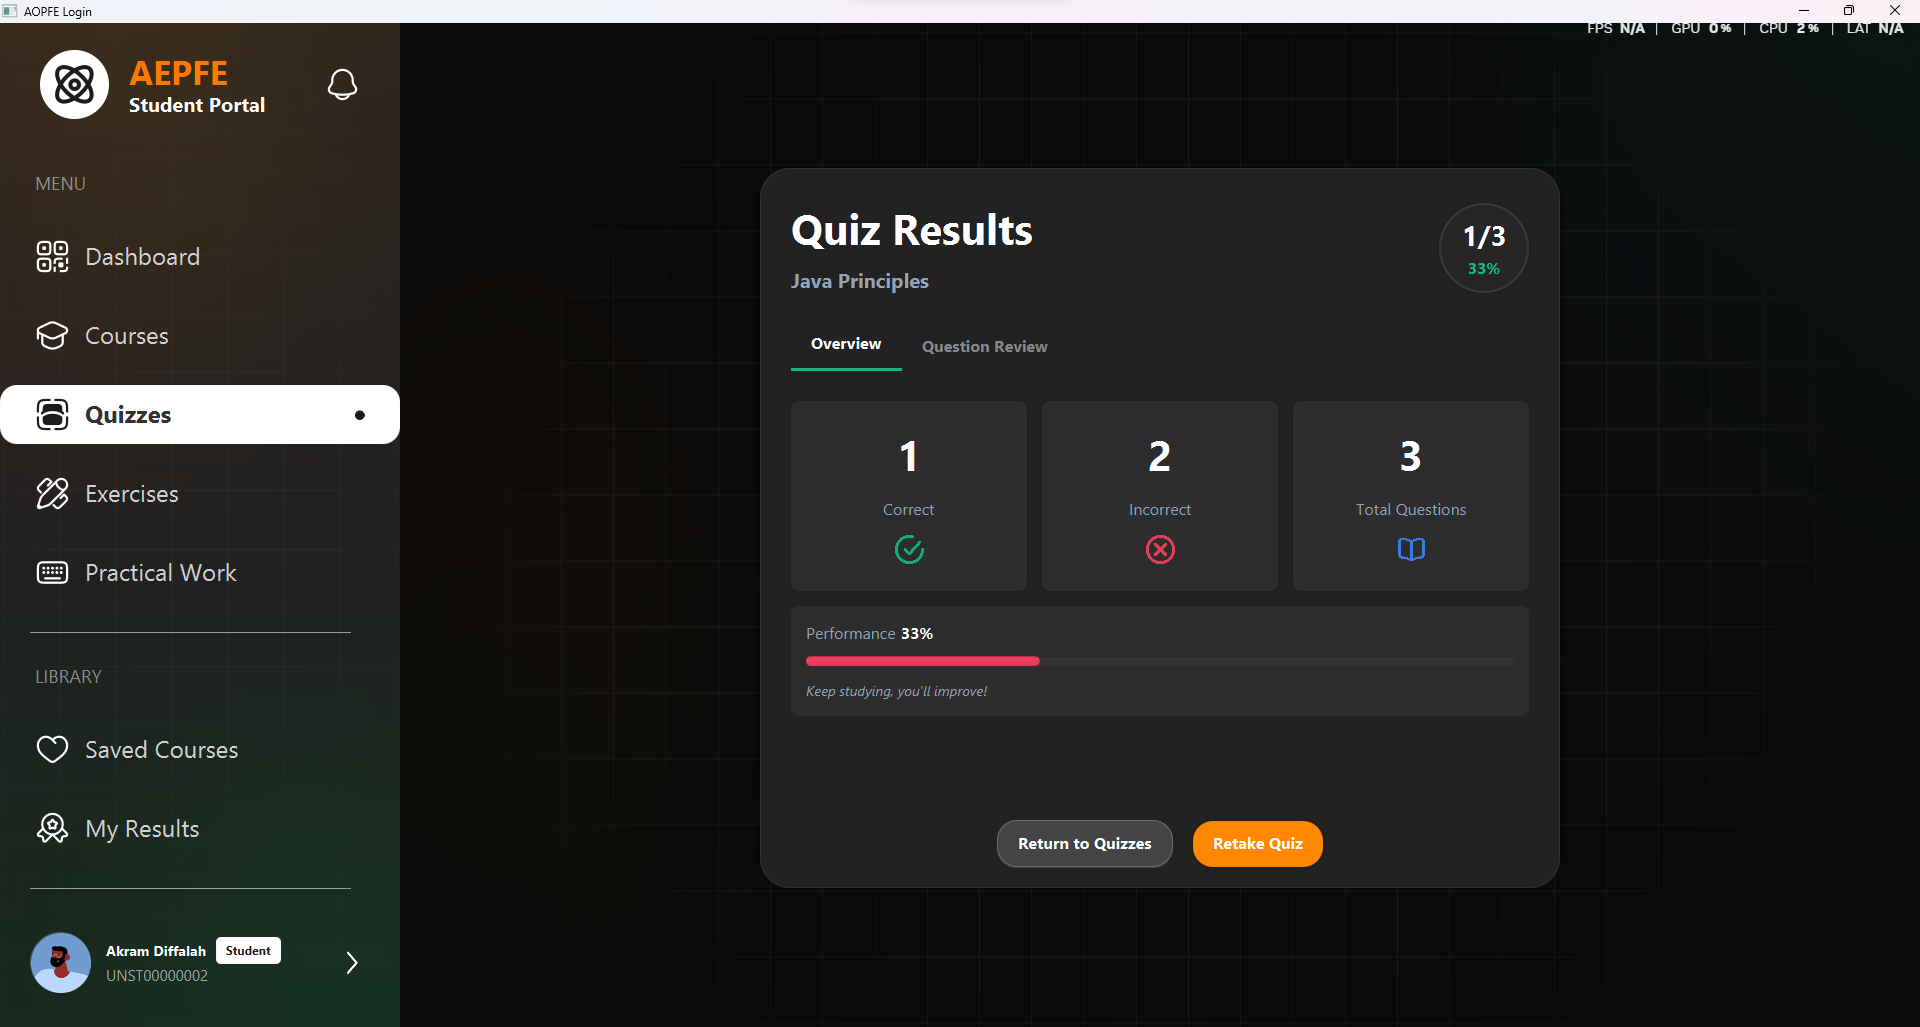 AOPFE Login
FPS N/A | GPU 0% | CPU 2% | LAT N/A
AEPFE
Student Portal
MENU
Dashboard
Courses
Quizzes
Exercises
Practical Work
LIBRARY
Saved Courses
My Results
Akram Diffalah Student
UNST00000002
Quiz Results
Java Principles
1/3
33%
Overview
Question Review
1
Correct
2
Incorrect
3
Total Questions
Performance 33%
Keep studying, you'll improve!
Return to Quizzes
Retake Quiz